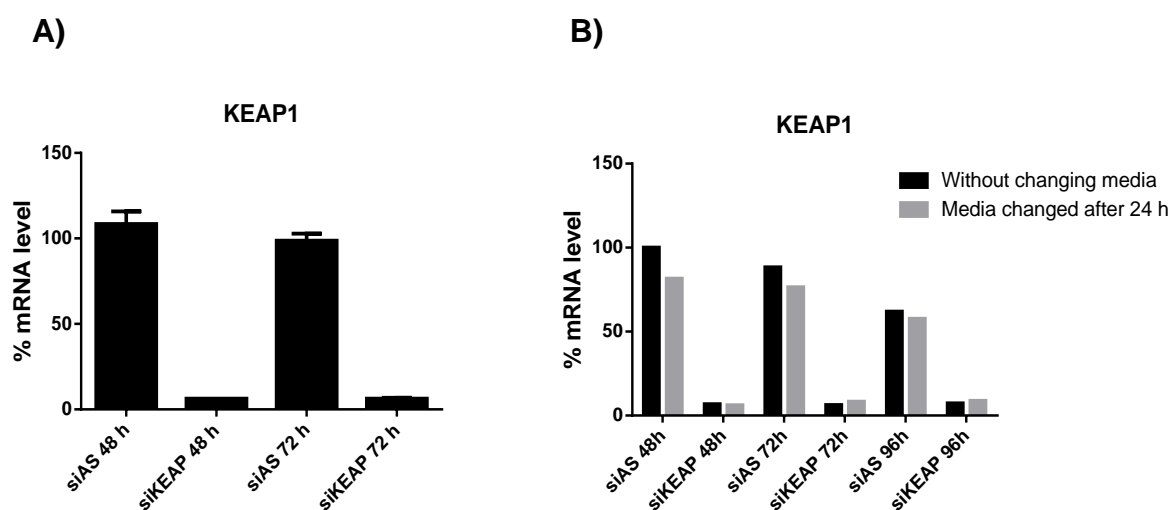 A)
KEAP1
% mRNA level
150
100
50
0
siAS 48 h
siKEAP 48 h
siAS 72 h
siKEAP 72 h
B)
KEAP1
% mRNA level
150
100
50
0
siAS 48h
siKEAP 48h
siAS 72h
siKEAP 72h
siAS 96h
siKEAP 96h
Without changing media
Media changed after 24 h